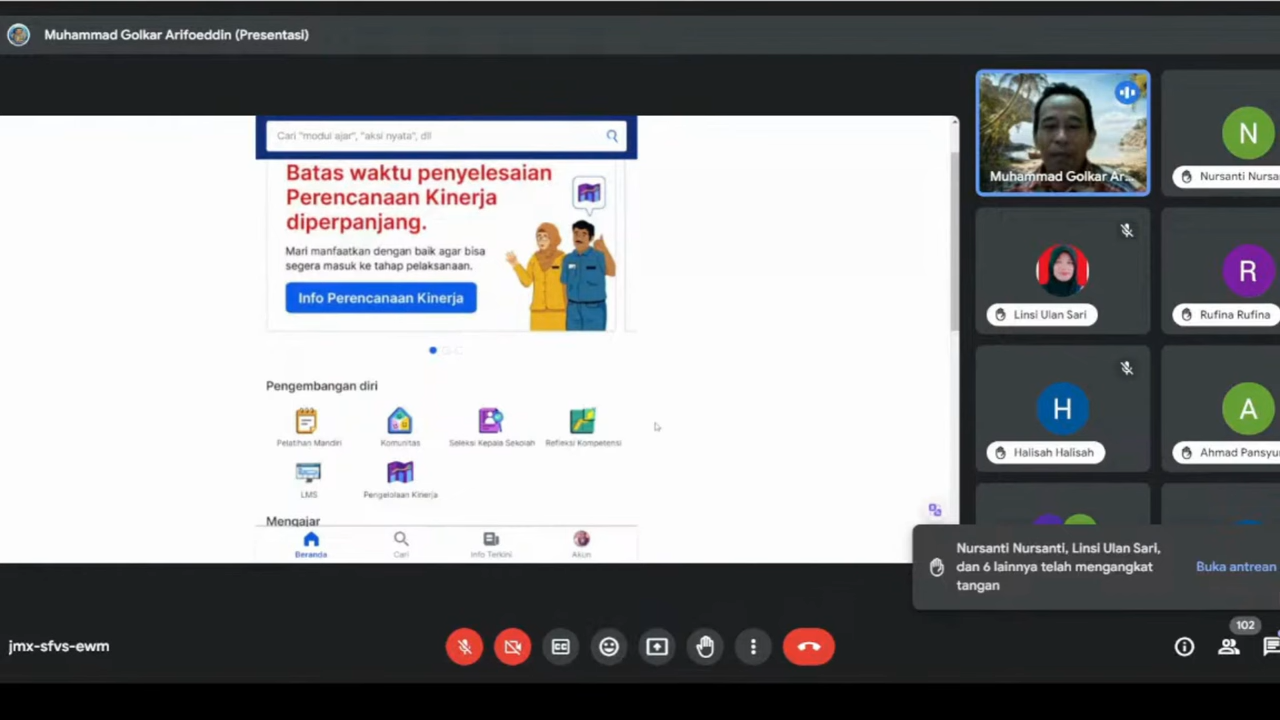 Muhammad Golkar Arifoeddin (Presentasi)
Cari "modul ajar", "aksi nyata", dll
Batas waktu penyelesaian
Perencanaan Kinerja
diperpanjang.
Mari manfaatkan dengan baik agar bisa
segera masuk ke tahap pelaksanaan.
Info Perencanaan Kinerja
Pengembangan diri
Pelatihan Mandiri
Komunitas
Seleksi Kepala Sekolah
Refleksi Kompetensi
LMS
Pengelolaan Kinerja
Mengajar
Beranda
Cari
Info Terkini
Akun
Muhammad Golkar Ar...
N
Nursanti Nursa
Linsi Ulan Sari
R
Rufina Rufina
H
Halisah Halisah
A
Ahmad Pansyu
Nursanti Nursanti, Linsi Ulan Sari,
dan 6 lainnya telah mengangkat
tangan
Buka antrean
jmx-sfvs-ewm
CC
102